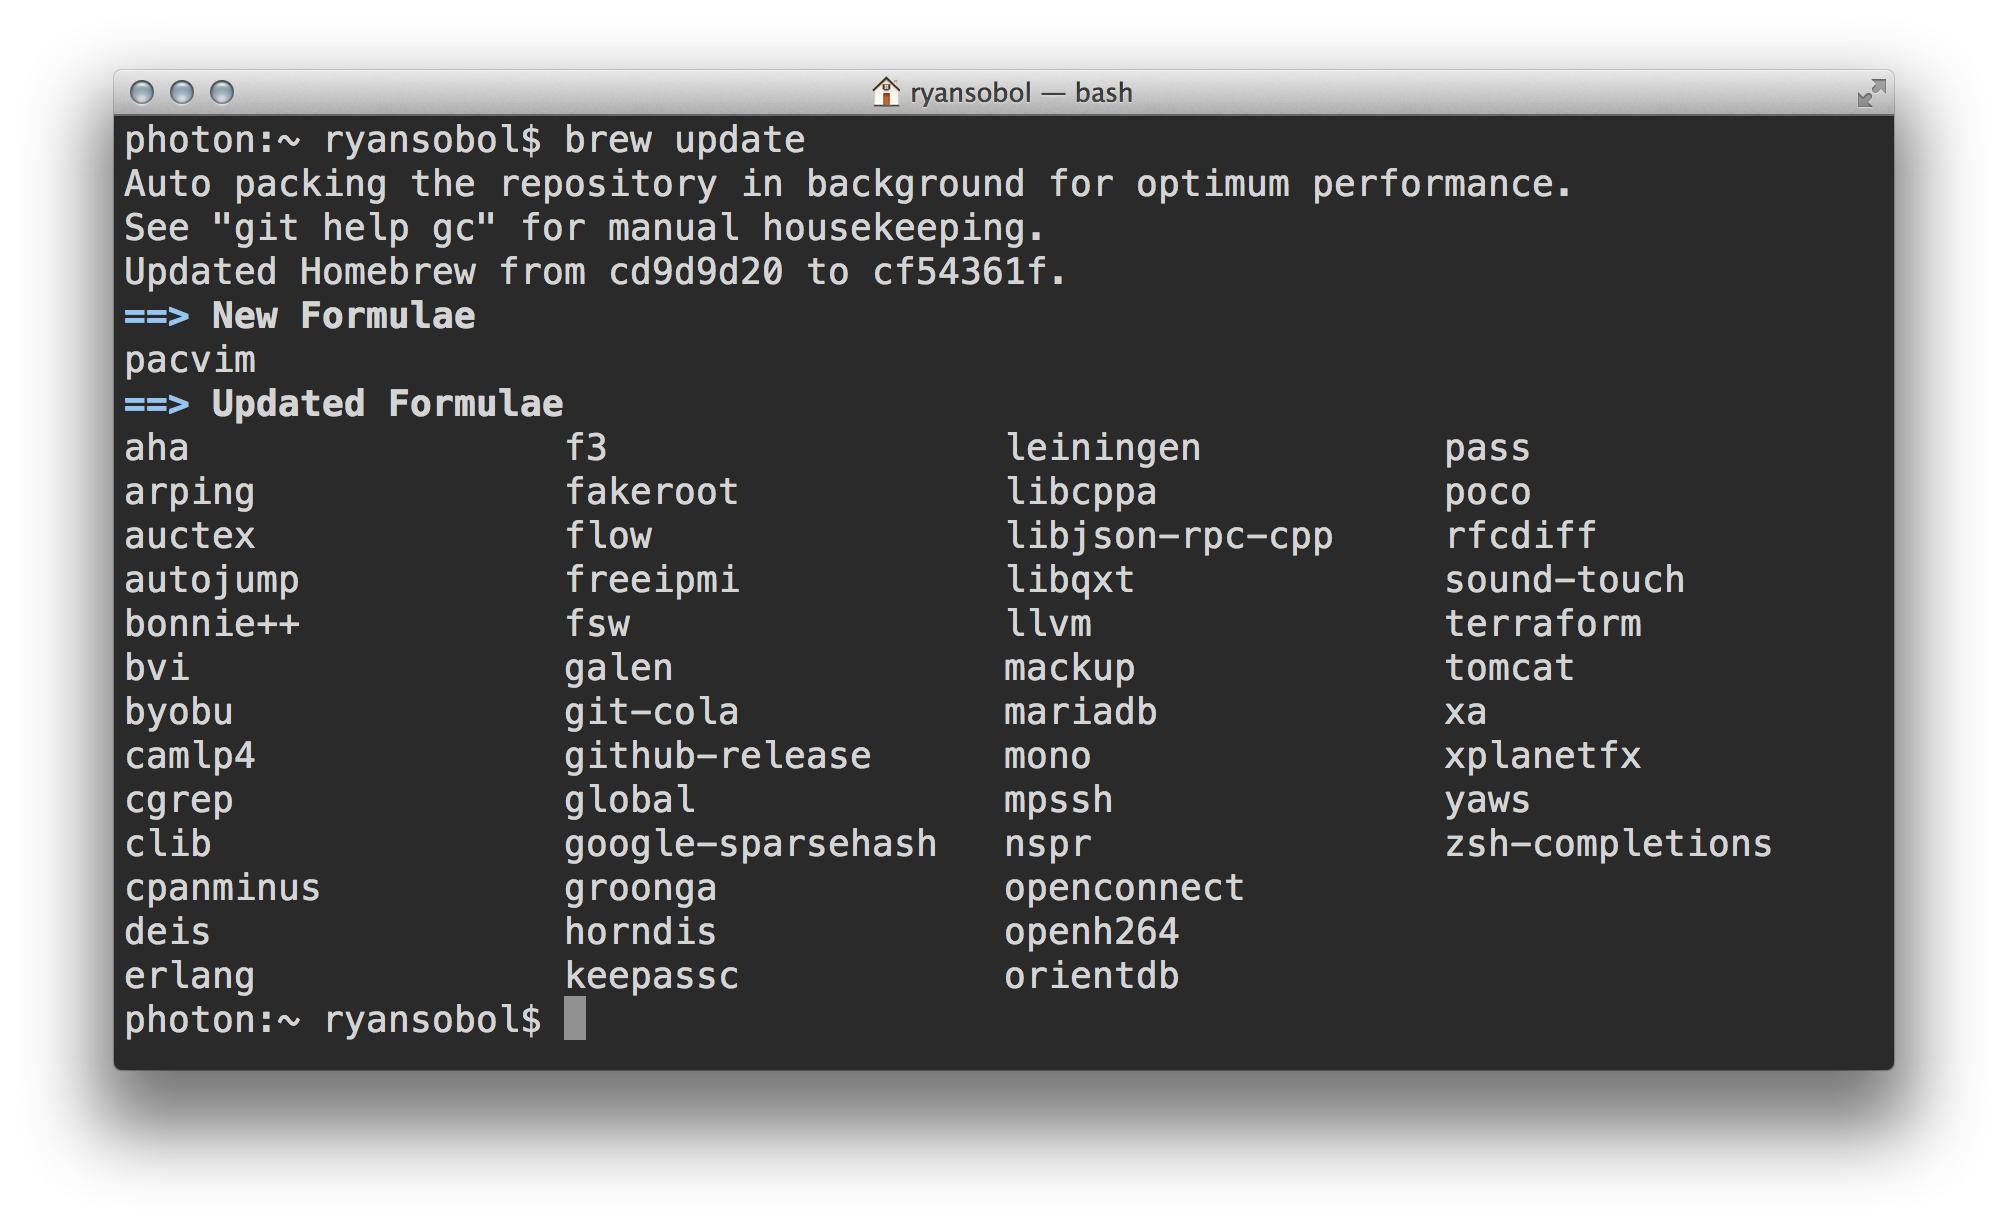 ryansobol — bash
photon:~ ryansobol$ brew update
Auto packing the repository in background for optimum performance.
See "git help gc" for manual housekeeping.
Updated Homebrew from cd9d9d20 to cf54361f.
==> New Formulae
pacvim
==> Updated Formulae
aha f3 leiningen pass
arping fakeroot libcppa poco
auctex flow libjson-rpc-cpp rfcdiff
autojump freeipmi libqxt sound-touch
bonnie++ fsw llvm terraform
bvi galen mackup tomcat
byobu git-cola mariadb xa
camlp4 github-release mono xplanetfx
cgrep global mpssh yaws
clib google-sparsehash nspr zsh-completions
cpanminus groonga openconnect
deis horndis openh264
erlang keepassc orientdb
photon:~ ryansobol$